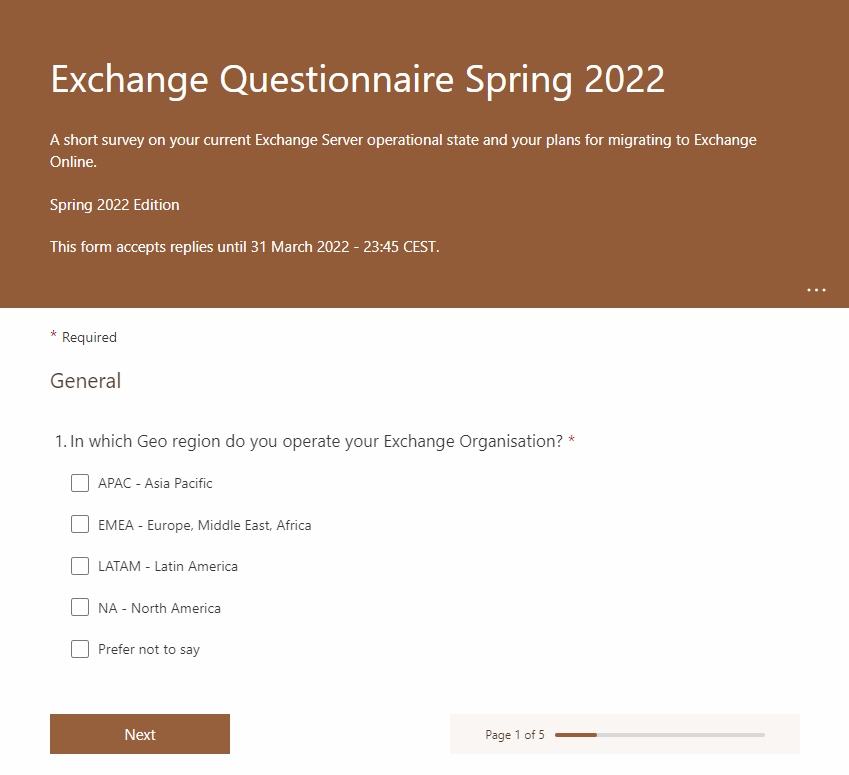 Exchange Questionnaire Spring 2022
A short survey on your current Exchange Server operational state and your plans for migrating to Exchange
Online.
Spring 2022 Edition
This form accepts replies until 31 March 2022 - 23:45 CEST.
...
* Required
General
1. In which Geo region do you operate your Exchange Organisation? *
APAC - Asia Pacific
EMEA - Europe, Middle East, Africa
LATAM - Latin America
NA - North America
Prefer not to say
Next
Page 1 of 5